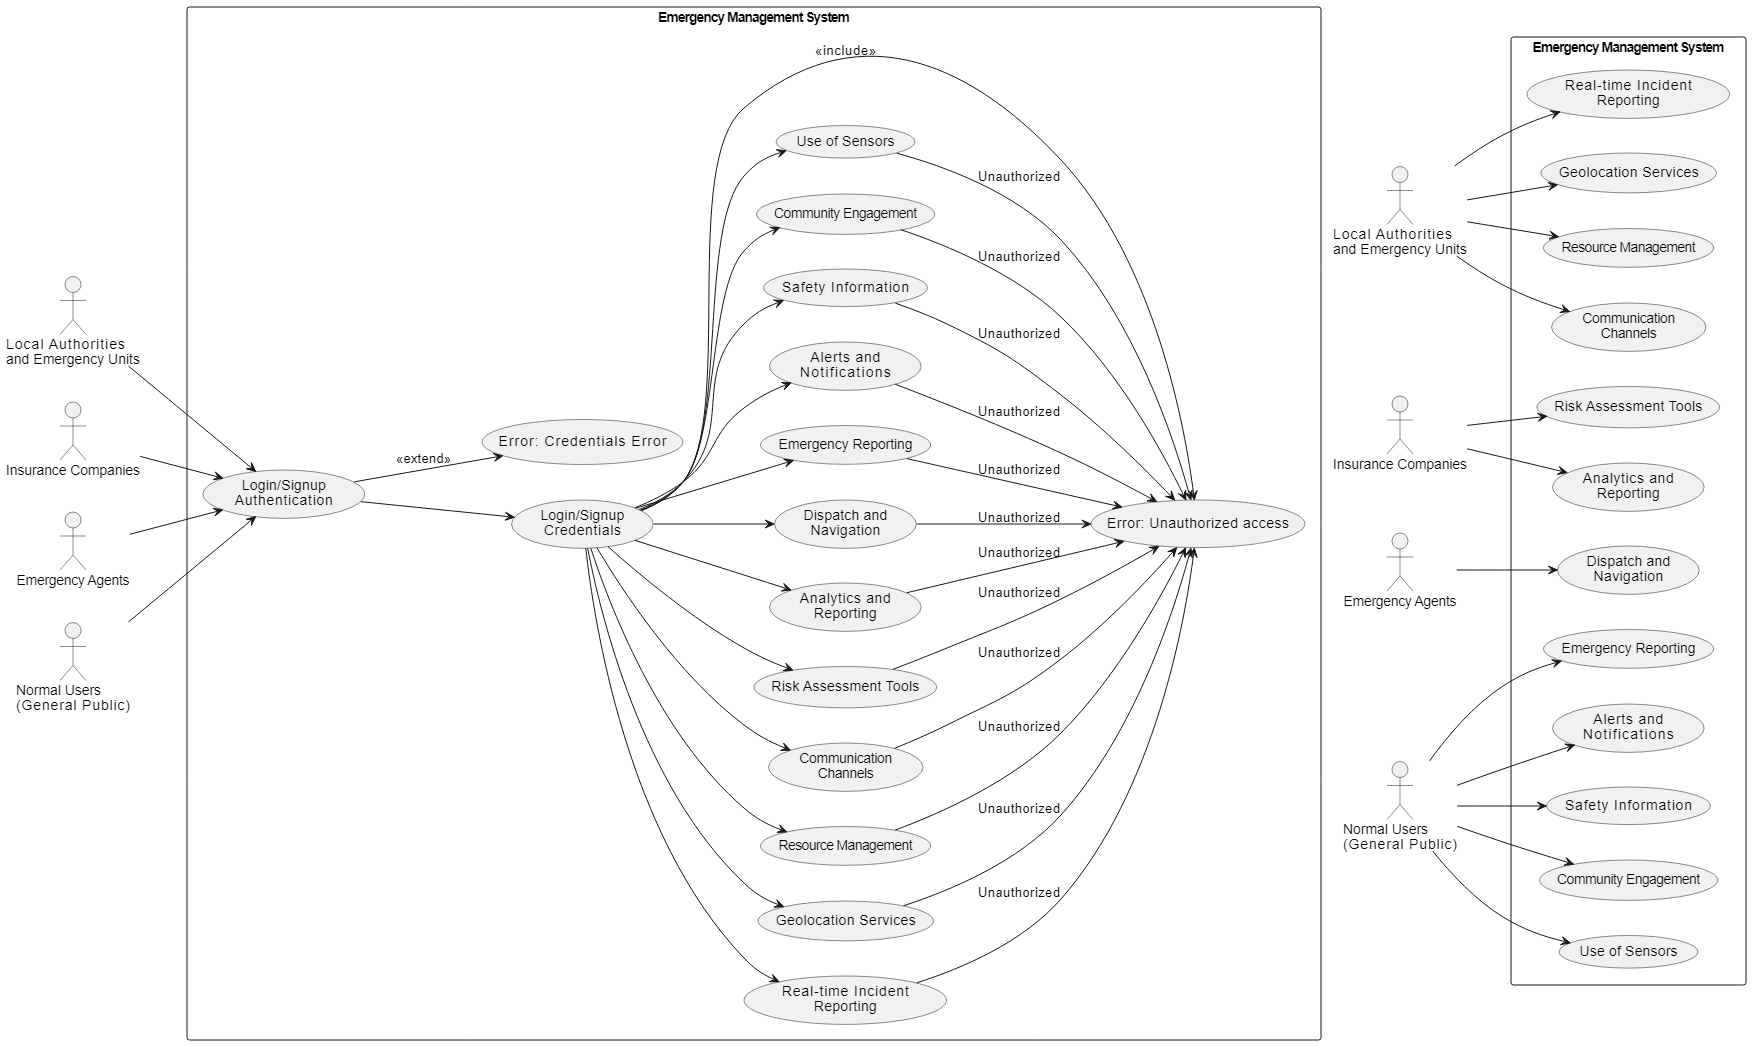 Emergency Management System
«include»
Use of Sensors
Unauthorized
Community Engagement
Unauthorized
Safety Information
Unauthorized
Alerts and
Notifications
Unauthorized
Emergency Reporting
Unauthorized
Dispatch and
Navigation
Unauthorized
Analytics and
Reporting
Unauthorized
Risk Assessment Tools
Unauthorized
Communication
Channels
Unauthorized
Resource Management
Unauthorized
Geolocation Services
Unauthorized
Real-time Incident
Reporting
Unauthorized
Error: Unauthorized access
Local Authorities
and Emergency Units
Insurance Companies
Emergency Agents
Normal Users
(General Public)
Login/Signup
Authentication
«extend»
Error: Credentials Error
Login/Signup
Credentials
Emergency Management System
Real-time Incident
Reporting
Geolocation Services
Resource Management
Communication
Channels
Risk Assessment Tools
Analytics and
Reporting
Dispatch and
Navigation
Emergency Reporting
Alerts and
Notifications
Safety Information
Community Engagement
Use of Sensors
Local Authorities
and Emergency Units
Insurance Companies
Emergency Agents
Normal Users
(General Public)